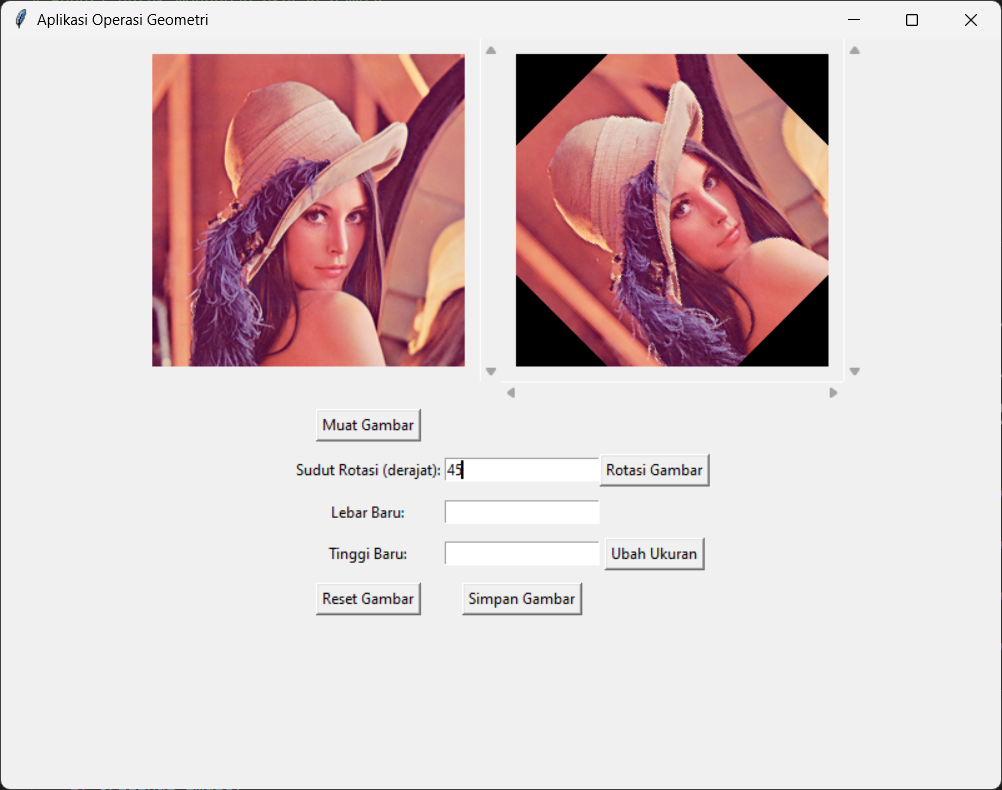 Aplikasi Operasi Geometri
Muat Gambar
Sudut Rotasi (derajat): 45 Rotasi Gambar
Lebar Baru:
Tinggi Baru: Ubah Ukuran
Reset Gambar Simpan Gambar